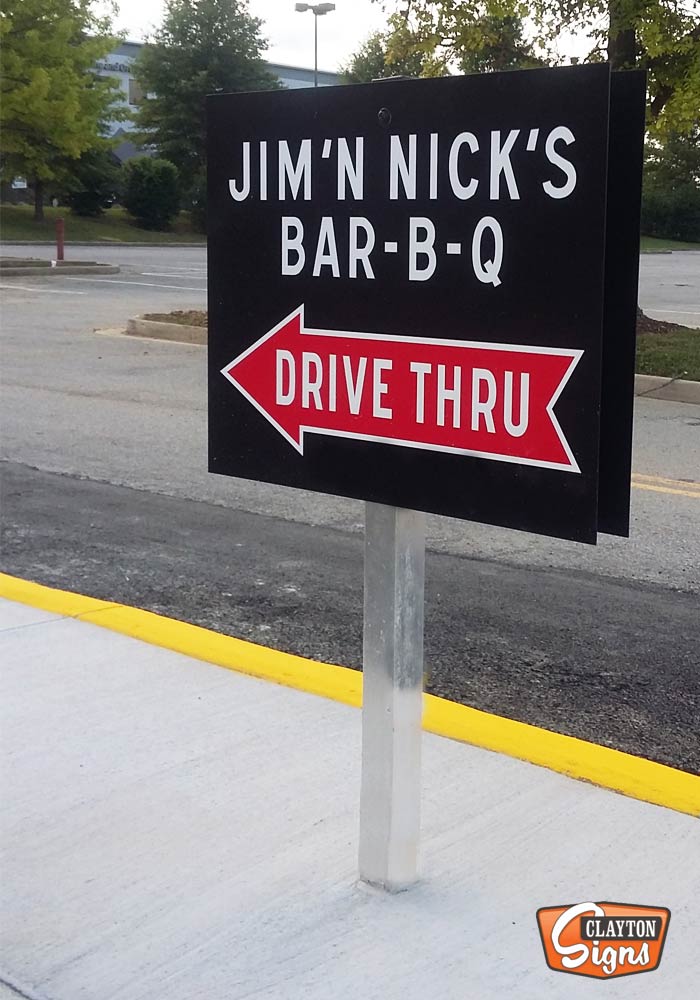 JIM'N NICK'S
BAR-B-Q
DRIVE THRU
CLAYTON
Signs